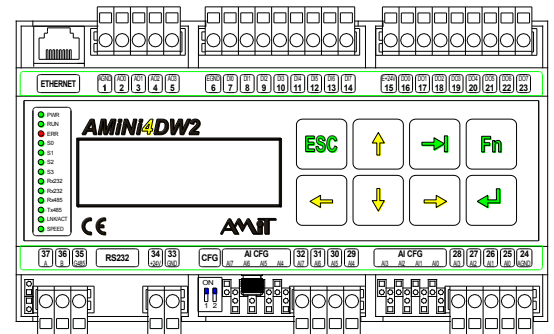 ETHERNET
AGND AO0 AO1 AO2 AO3
1 2 3 4 5
EGND DI0 DI1 DI2 DI3 DI4 DI5 DI6 DI7
6 7 8 9 10 11 12 13 14
E+24V DO0 DO1 DO2 DO3 DO4 DO5 DO6 DO7
15 16 17 18 19 20 21 22 23
PWR
RUN
ERR
S0
S1
S2
S3
Rx232
Rx232
Rx485
Tx485
LNK/ACT
SPEED
AMiNi4DW2
ESC
Fn
CE
AMiT
37 36 35
A B G485
RS232
34 33
+24V GND
CFG
AI CFG
AI7 AI6 AI5 AI4
32 31 30 29
AI7 AI6 AI5 AI4
AI CFG
AI3 AI2 AI1 AI0
28 27 26 25 24
AI3 AI2 AI1 AI0 AGND
ON
1 2